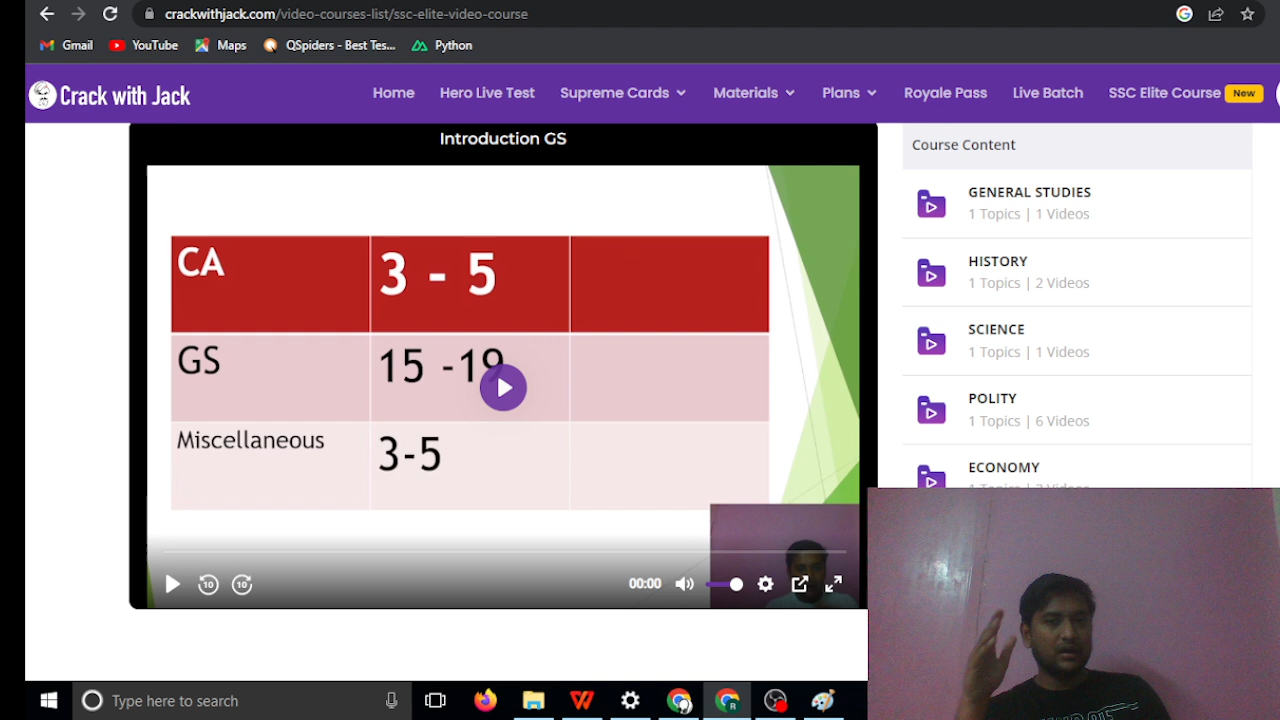 crackwithjack.com/video-courses-list/ssc-elite-video-course
Gmail YouTube Maps QSpiders - Best Tes... Python
Crack with Jack Home Hero Live Test Supreme Cards Materials Plans Royale Pass Live Batch SSC Elite Course New
Introduction GS
CA 3 - 5
GS 15 -19
Miscellaneous 3-5
10 10 00:00
Course Content
GENERAL STUDIES
1 Topics | 1 Videos
HISTORY
1 Topics | 2 Videos
SCIENCE
1 Topics | 1 Videos
POLITY
1 Topics | 6 Videos
ECONOMY
Type here to search